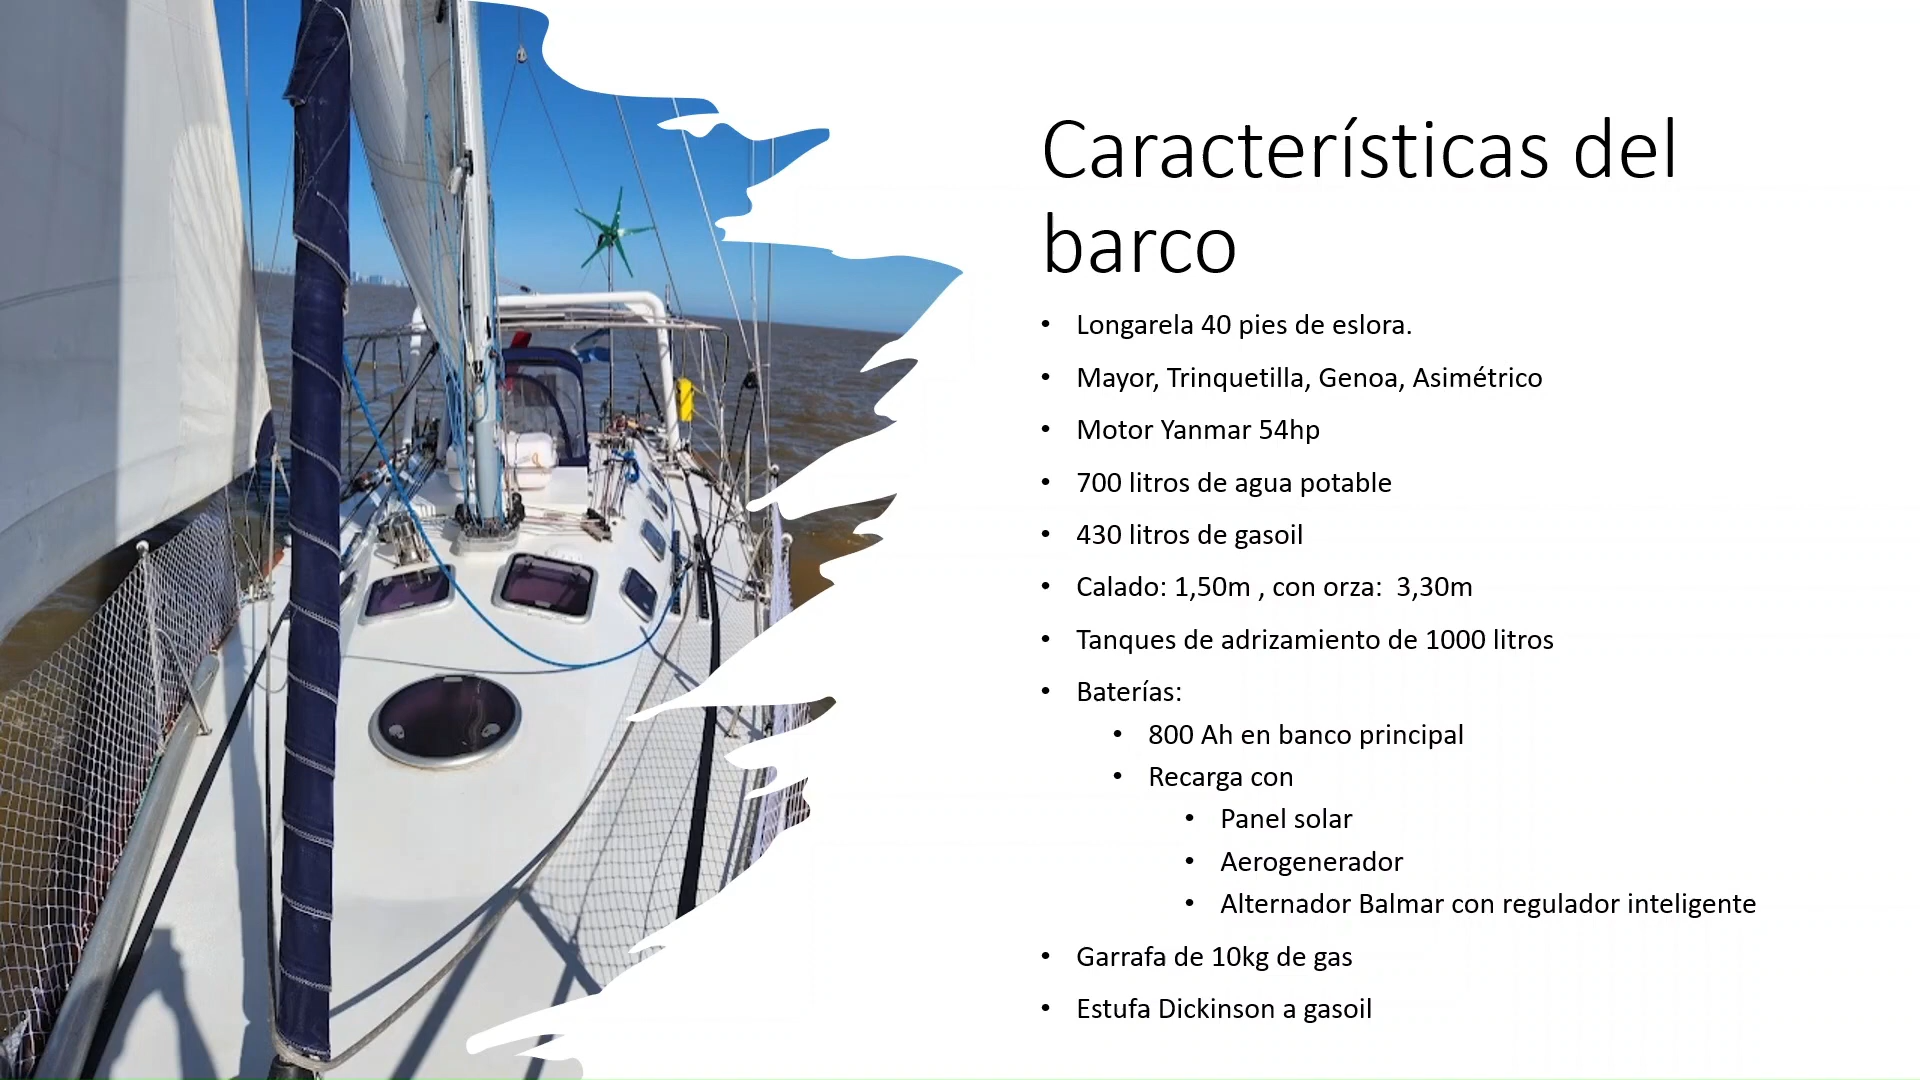 Características del
barco
• Longarela 40 pies de eslora.
• Mayor, Trinquetilla, Genoa, Asimétrico
• Motor Yanmar 54hp
• 700 litros de agua potable
• 430 litros de gasoil
• Calado: 1,50m , con orza:  3,30m
• Tanques de adrizamiento de 1000 litros
• Baterías:
• 800 Ah en banco principal
• Recarga con
• Panel solar
• Aerogenerador
• Alternador Balmar con regulador inteligente
• Garrafa de 10kg de gas
• Estufa Dickinson a gasoil